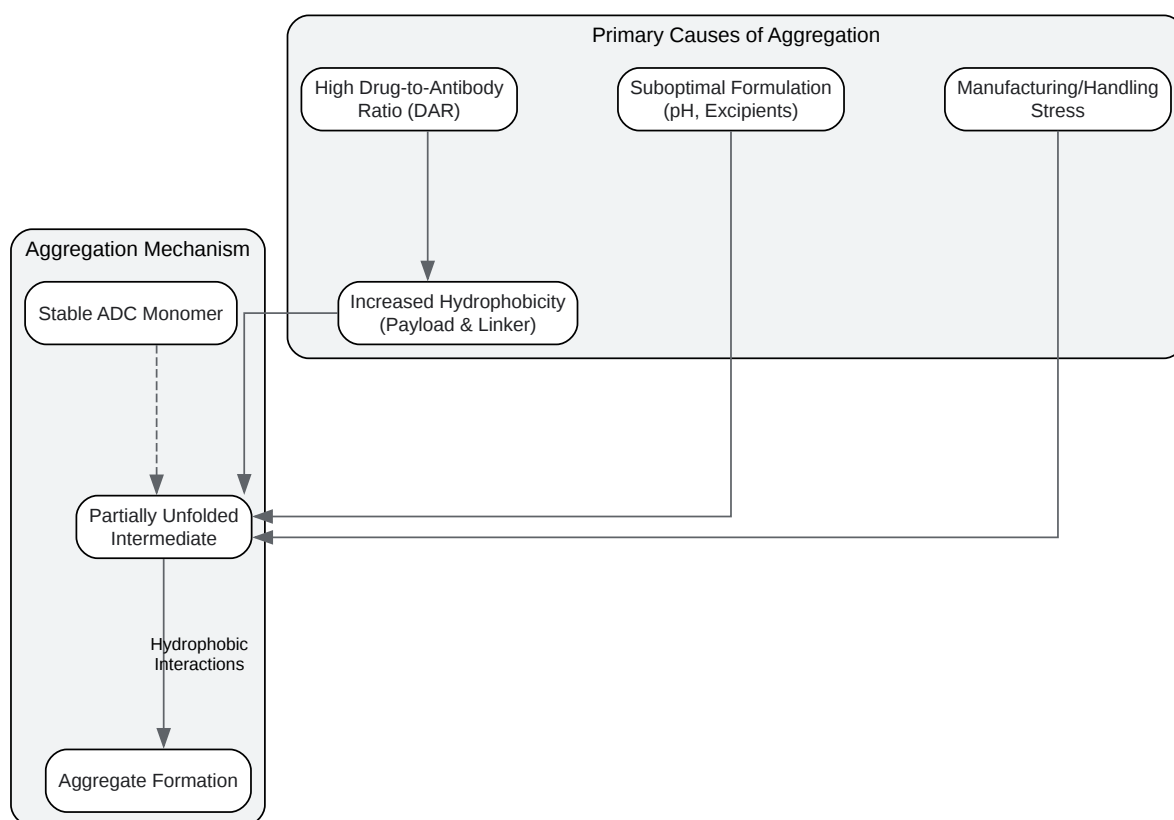 Primary Causes of Aggregation
High Drug-to-Antibody
Ratio (DAR)
Suboptimal Formulation
(pH, Excipients)
Manufacturing/Handling
Stress
Aggregation Mechanism
Stable ADC Monomer
Increased Hydrophobicity
(Payload & Linker)
Partially Unfolded
Intermediate
Hydrophobic
Interactions
Aggregate Formation